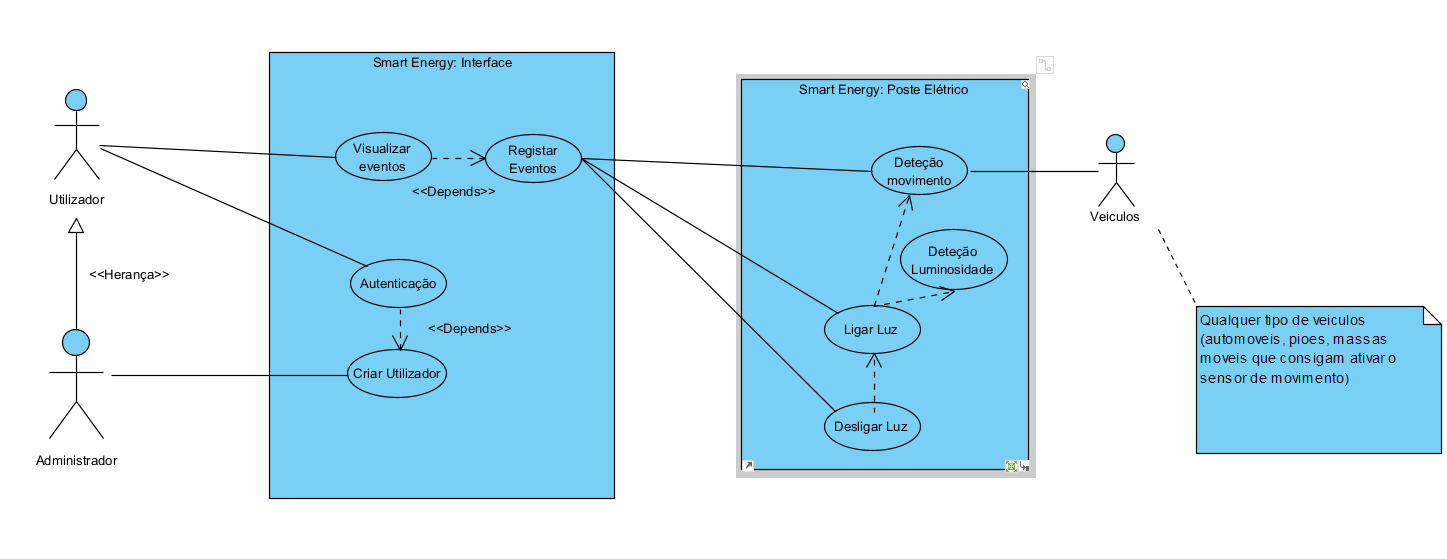 Smart Energy: Interface
Smart Energy: Poste Elétrico
Visualizar
eventos
Registar
Eventos
<<Depends>>
Deteção
movimento
Utilizador
Veiculos
<<Herança>>
Autenticação
Deteção
Luminosidade
<<Depends>>
Ligar Luz
Criar Utilizador
Desligar Luz
Administrador
Qualquer tipo de veiculos
(automoveis, pioes, massas
moveis que consigam ativar o
sensor de movimento)